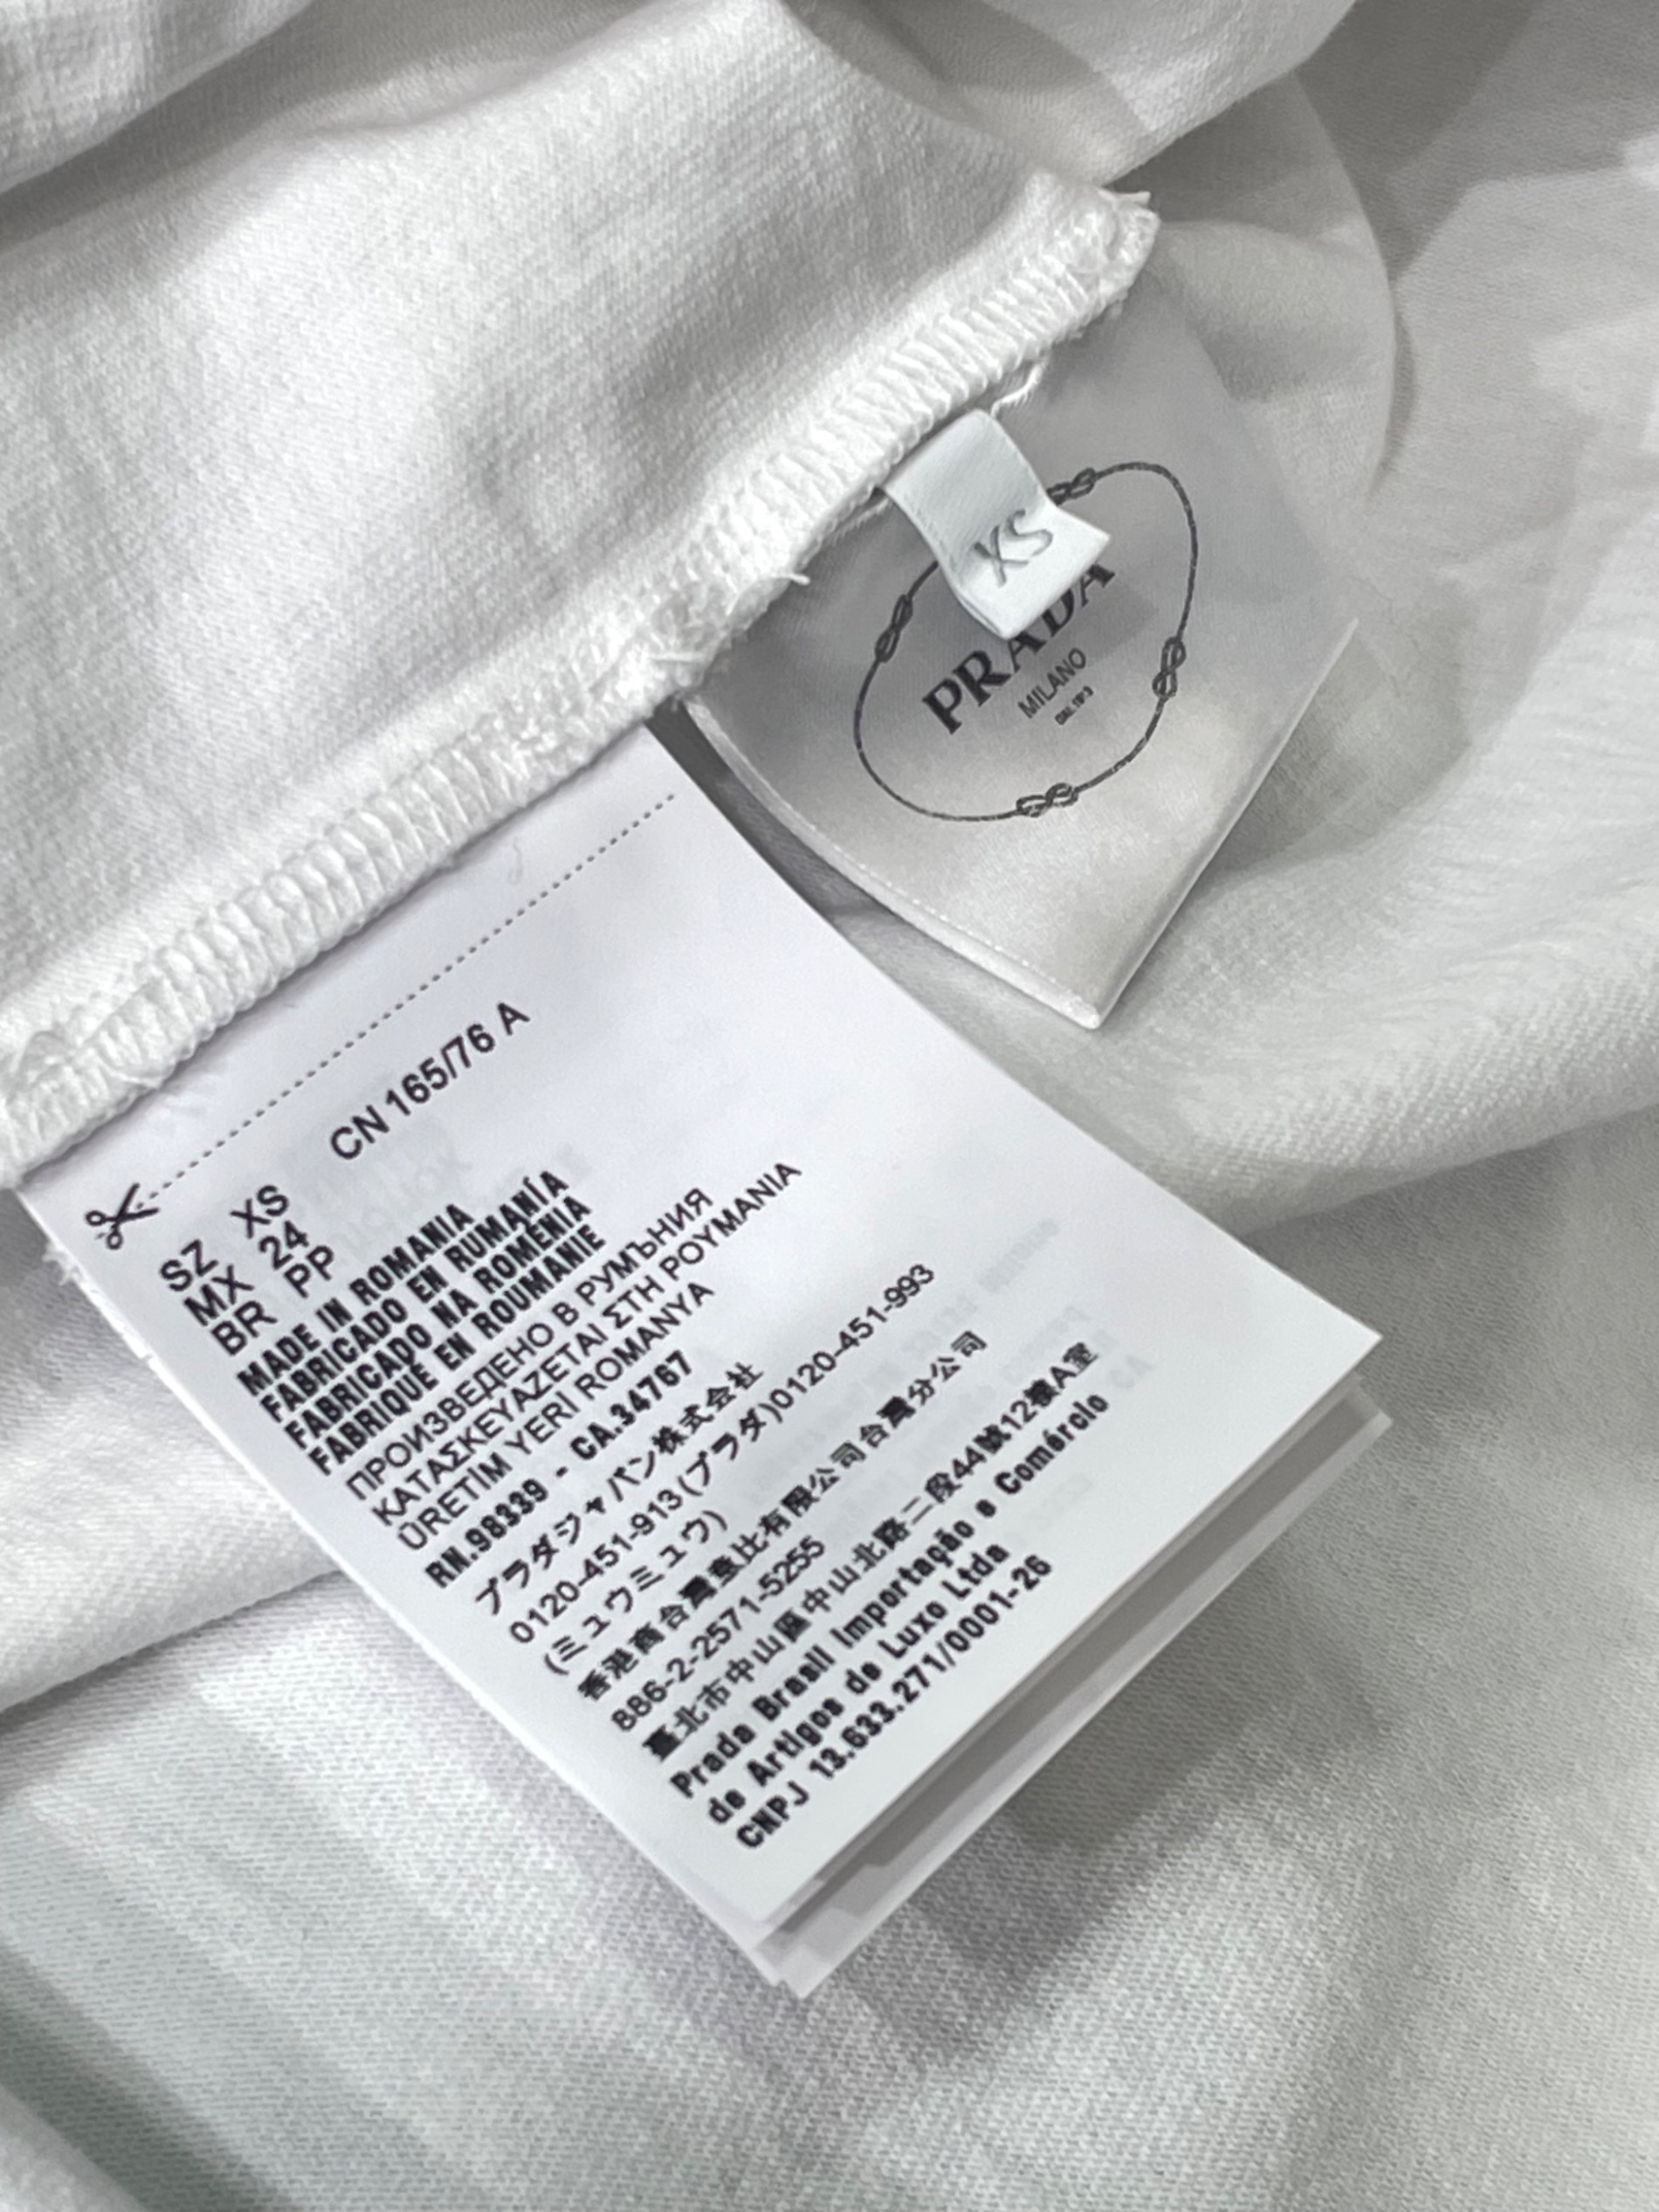 XS
PRADA
MILANO
DAL 1913
CN 165/76 A
SZ XS
MX 24
BR PP
MADE IN ROMANIA
FABRICADO EN RUMANÍA
FABRICADO NA ROMÊNIA
FABRIQUÉ EN ROUMANIE
ПРОИЗВЕДЕНО В РУМЪНИЯ
ΚΑΤΑΣΚΕΥΑΖΕΤΑΙ ΣΤΗ ΡΟΥΜΑΝΙΑ
ÜRETİM YERİ ROMANYA
RN.98339 - CA.34767
プラダジャパン株式会社
0120-451-913(プラダ)0120-451-993
(ミュウミュウ)
香港商台灣壹比有限公司台灣分公司
886-2-2571-5255
臺北市中山區中山北路二段44號12樓A室
Prada Brasil Importação e Comércio
de Artigos de Luxo Ltda
CNPJ 13.633.271/0001-26